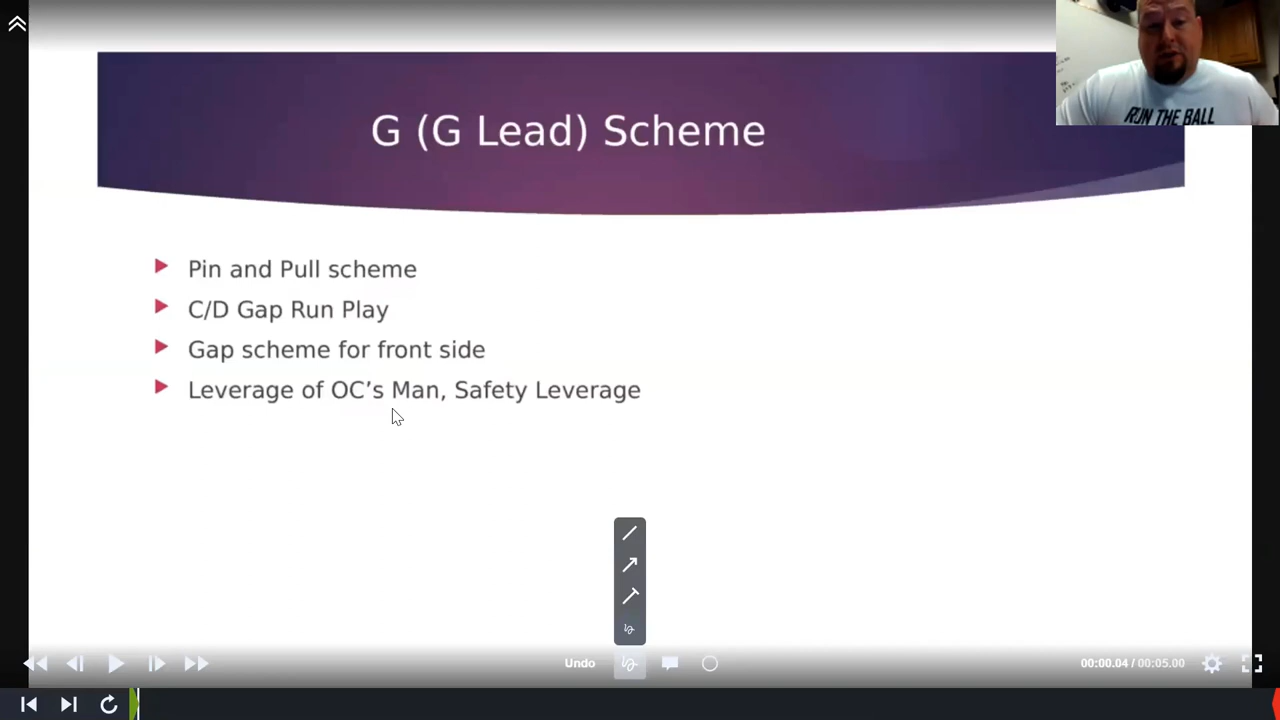 G (G Lead) Scheme
RUN THE BALL
Pin and Pull scheme
C/D Gap Run Play
Gap scheme for front side
Leverage of OC's Man, Safety Leverage
Undo
00:00.04 / 00:05.00